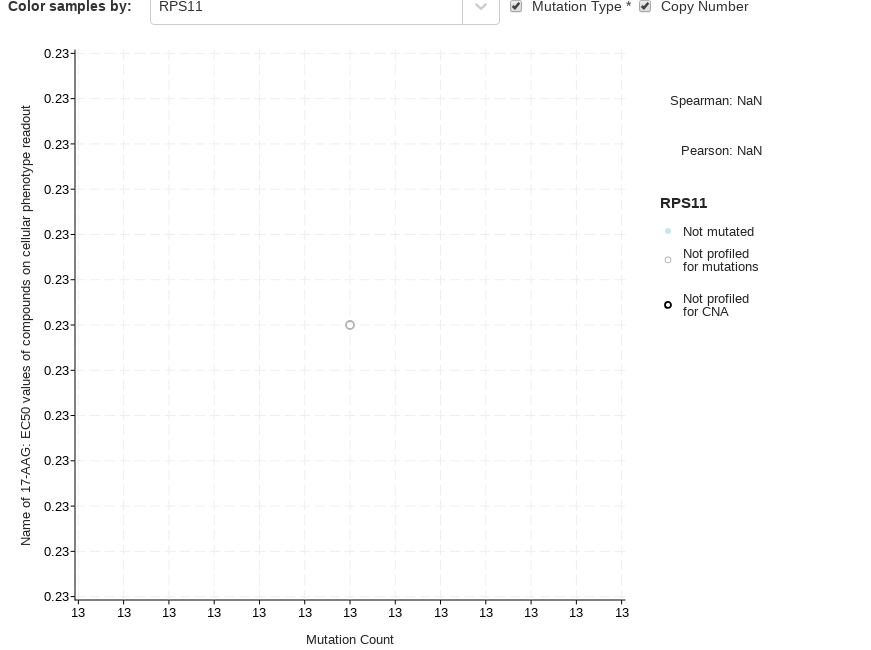 Color samples by:
RPS11
Mutation Type *
Copy Number
0.23
0.23
0.23
0.23
0.23
0.23
0.23
0.23
0.23
0.23
0.23
0.23
0.23
Name of 17-AAG: EC50 values of compounds on cellular phenotype readout
13 13 13 13 13 13 13 13 13 13 13 13 13
Mutation Count
Spearman: NaN
Pearson: NaN
RPS11
Not mutated
Not profiled
for mutations
Not profiled
for CNA